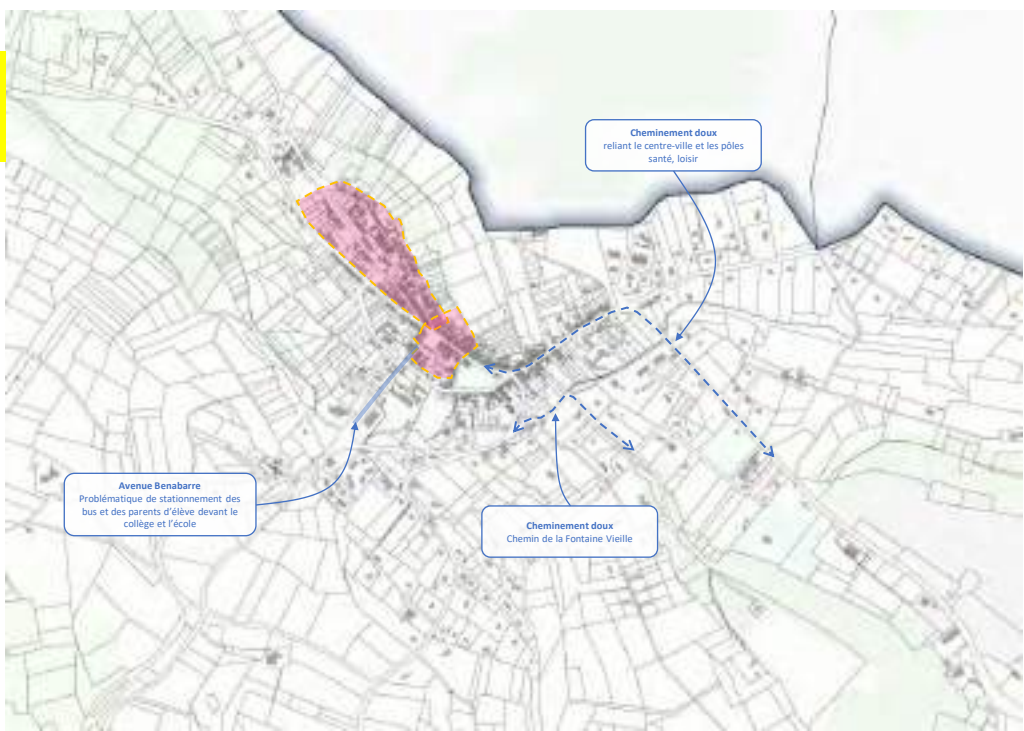 Cheminement doux
reliant le centre-ville et les pôles
santé, loisir
Avenue Benabarre
Problématique de stationnement des
bus et des parents d'élève devant le
collège et l'école
Cheminement doux
Chemin de la Fontaine Vieille